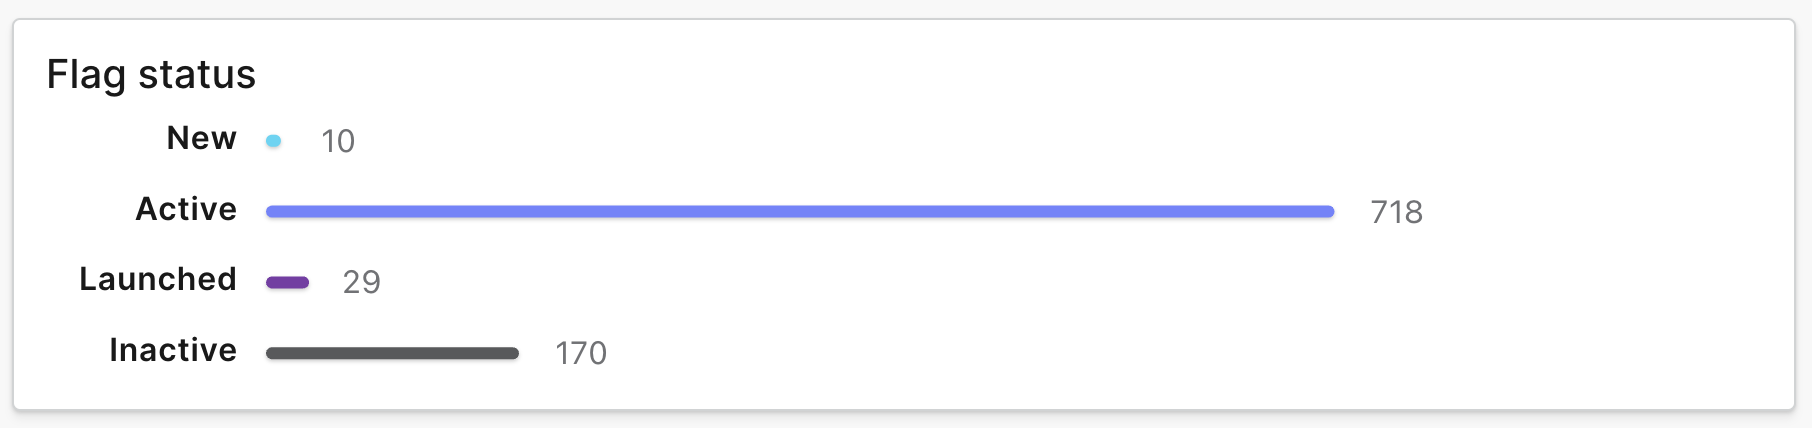 Flag status
New 10
Active 718
Launched 29
Inactive 170